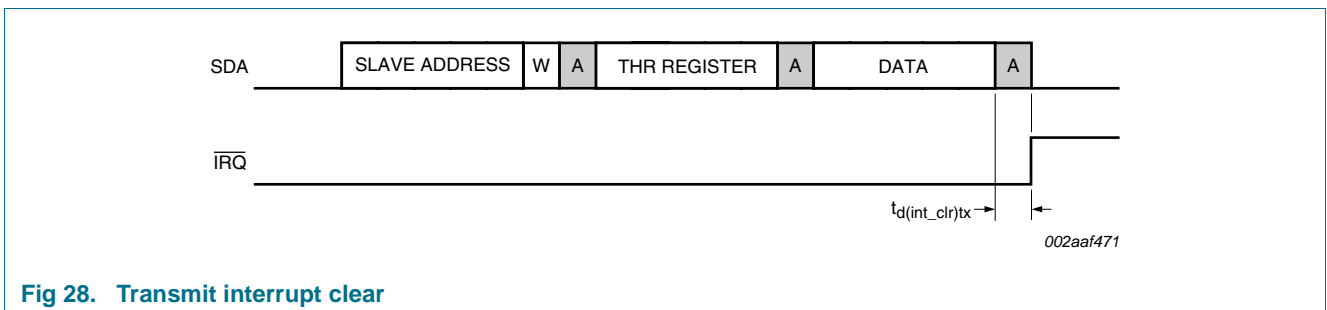 SDA SLAVE ADDRESS W A THR REGISTER A DATA A
IRQ
td(int_clr)tx
002aaf471
Fig 28. Transmit interrupt clear